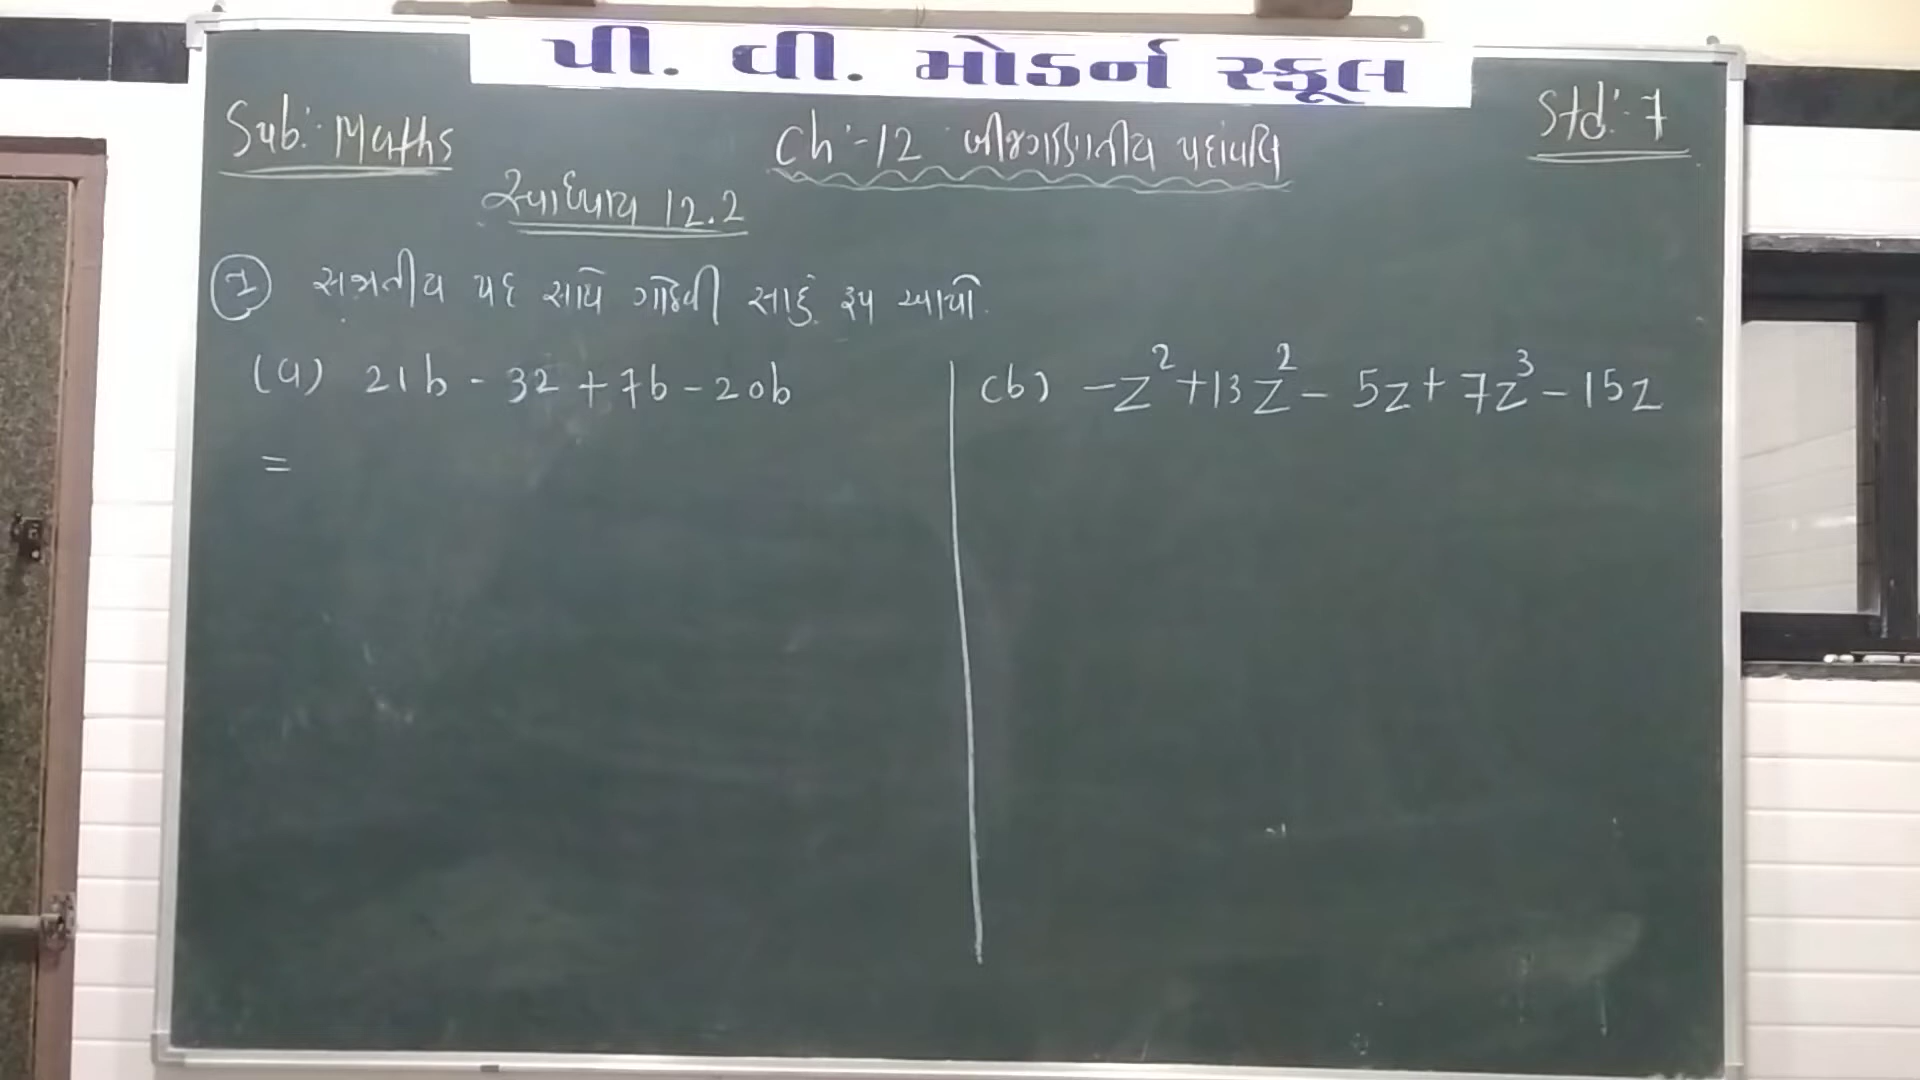 પી. વી. મોડર્ન સ્કૂલ
Sub:- Maths
Ch:-12 બીજગણિતીય પદાવલિ
Std:-7
સ્વાધ્યાય 12.2
1 સજાતીય પદ સાથે ગોઠવી સાદું રૂપ આપો.
(a) 21b - 32 + 7b - 20b
(b) -z² + 13z² - 5z + 7z³ - 15z
=